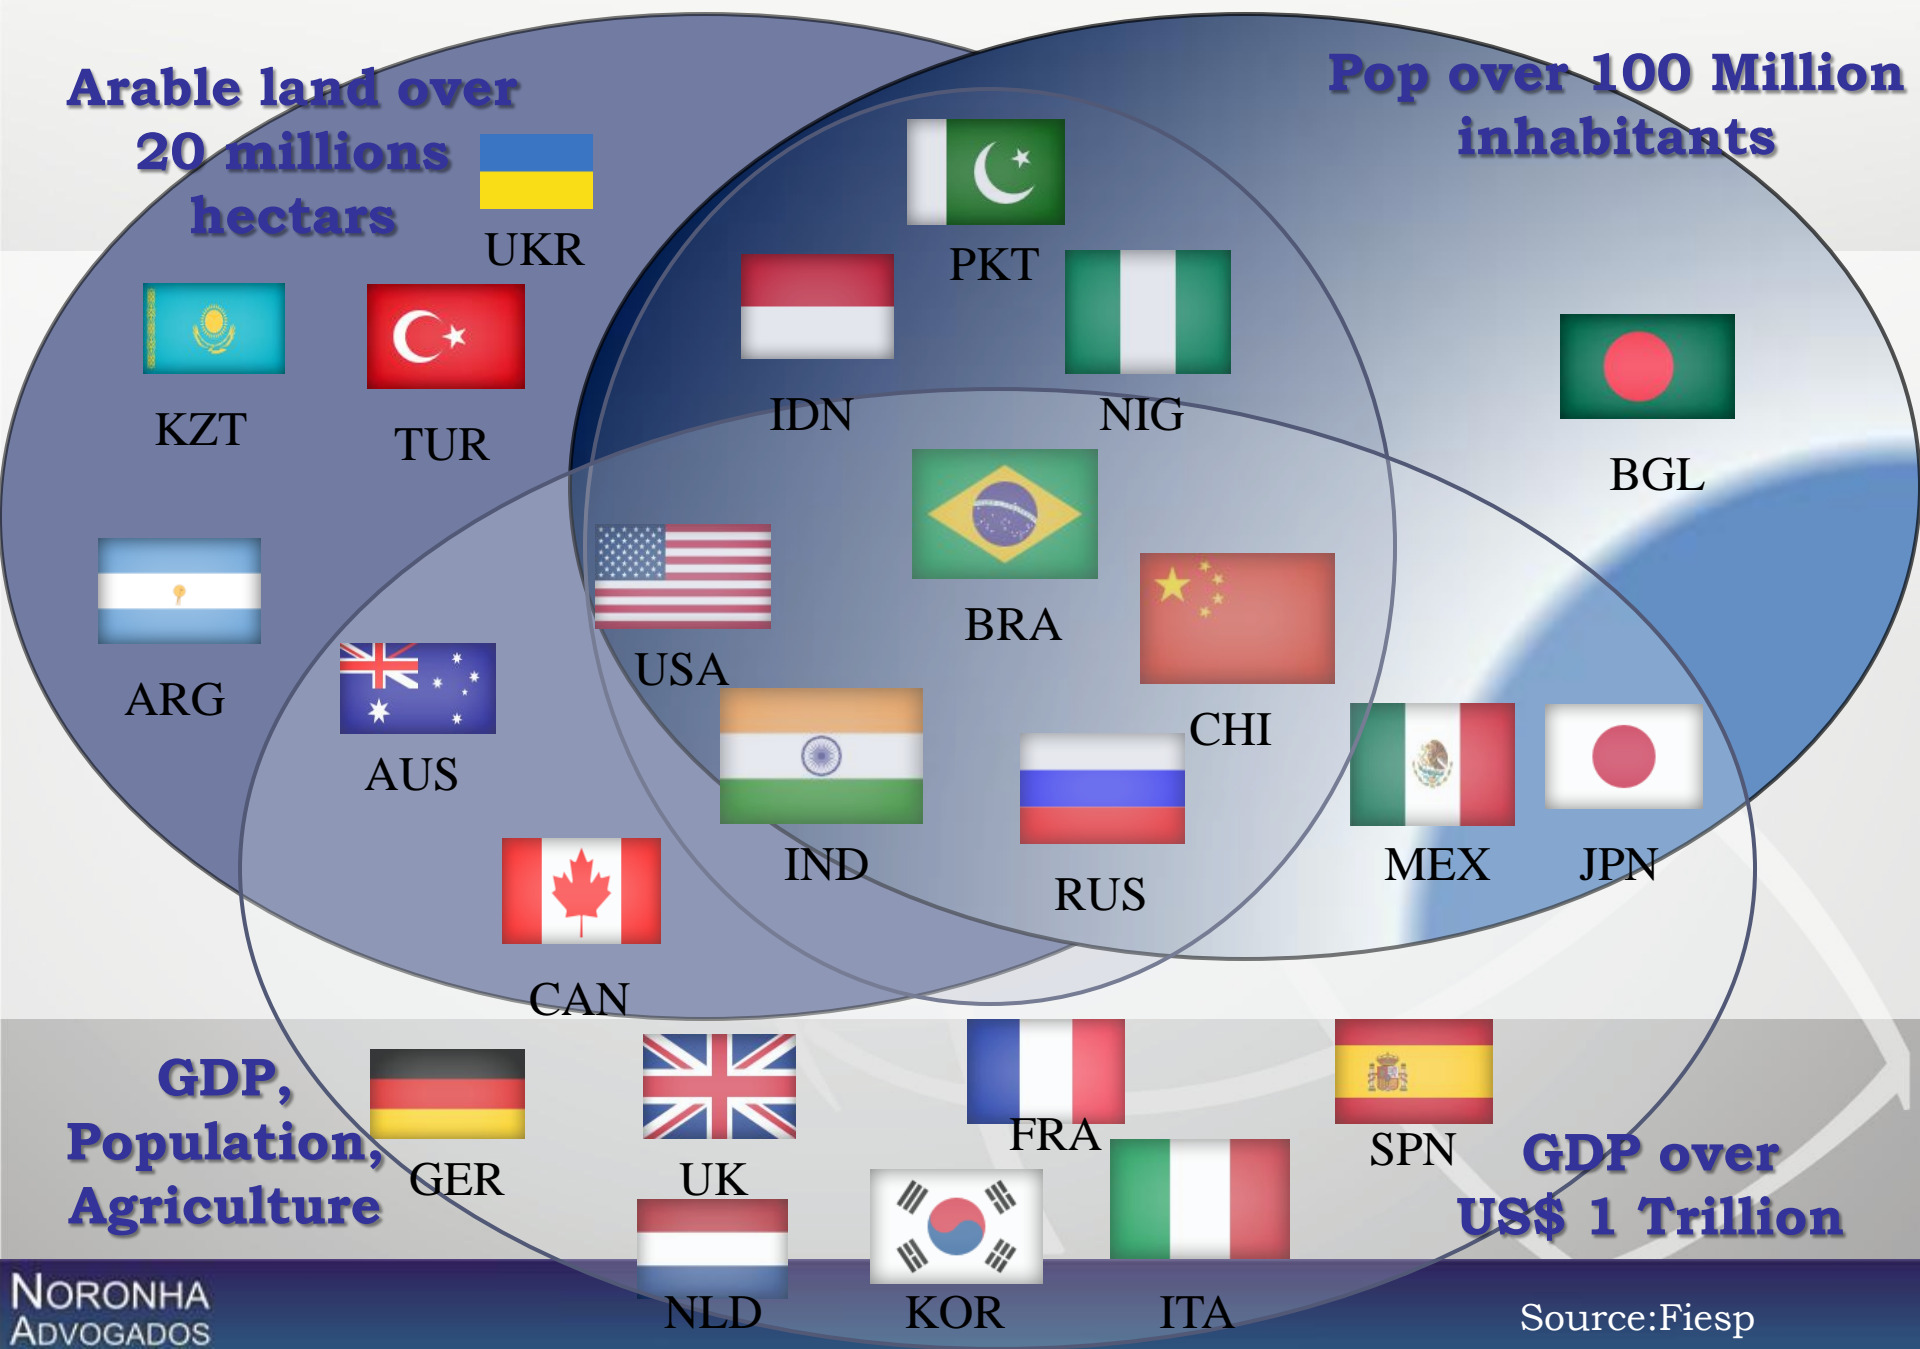 Arable land over
20 millions
hectars
Pop over 100 Million
inhabitants
UKR
PKT
KZT
TUR
IDN
NIG
BGL
ARG
AUS
USA
BRA
CHI
CAN
IND
RUS
MEX
JPN
GDP,
Population,
Agriculture
GER
UK
FRA
SPN
GDP over
US$ 1 Trillion
NLD
KOR
ITA
NORONHA
ADVOGADOS
Source:Fiesp